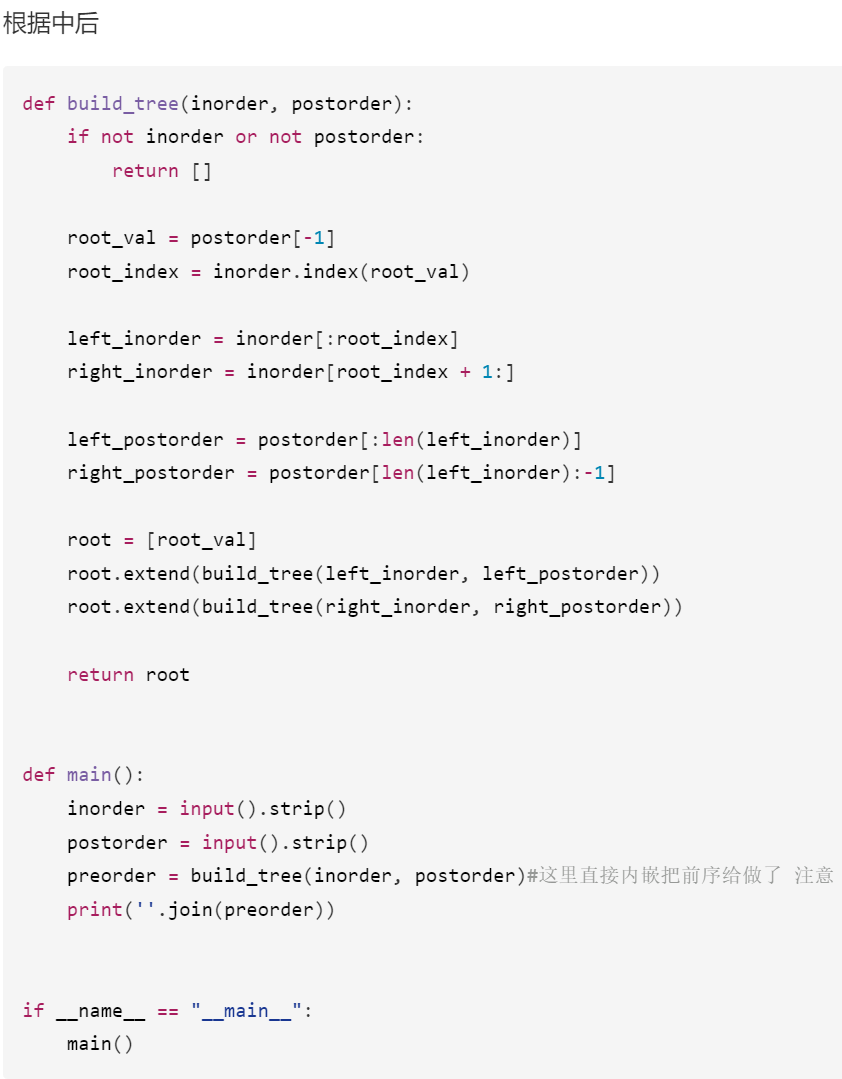 根据中后
def build_tree(inorder, postorder):
    if not inorder or not postorder:
        return []
    root_val = postorder[-1]
    root_index = inorder.index(root_val)
    left_inorder = inorder[:root_index]
    right_inorder = inorder[root_index + 1:]
    left_postorder = postorder[:len(left_inorder)]
    right_postorder = postorder[len(left_inorder):-1]
    root = [root_val]
    root.extend(build_tree(left_inorder, left_postorder))
    root.extend(build_tree(right_inorder, right_postorder))
    return root
def main():
    inorder = input().strip()
    postorder = input().strip()
    preorder = build_tree(inorder, postorder)#这里直接内嵌把前序给做了 注意
    print(''.join(preorder))
if __name__ == "__main__":
    main()